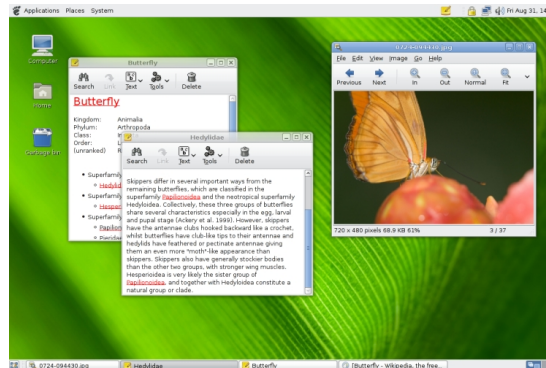 Applications Places System
Fri Aug 31, 14
Computer
Home
Butterfly
Search Link Text Tools Delete
Butterfly
Kingdom: Animalia
Phylum: Arthropoda
Class:
Order:
(unranked)
Superfamily
Hedylid
Superfamily
Hesper
Superfamily
Papilion
Pieridae
Hedylidae
Search Link Text Tools Delete
Skippers differ in several important ways from the
remaining butterflies, which are classified in the
superfamily Papilionoidea and the neotropical superfamily
Hedyloidea. Collectively, these three groups of butterflies
share several characteristics especially in the egg, larval
and pupal stage (Ackery et al. 1999). However, skippers
have the antennae clubs hooked backward like a crochet,
whilst butterflies have club-like tips to their antennae and
hedylids have feathered or pectinate antennae giving
them an even more "moth"-like appearance than
skippers. Skippers also have generally stockier bodies
than the other two groups, with stronger wing muscles.
Hesperioidea is very likely the sister group of
Papilionoidea, and together with Hedyloidea constitute a
natural group or clade.
0724-094430.jpg
File Edit View Image Go Help
Previous Next In Out Normal Fit
720 x 480 pixels 68.9 KB 61% 3 / 37
0724-094430.jpg Hedylidae Butterfly [Butterfly - Wikipedia, the free...